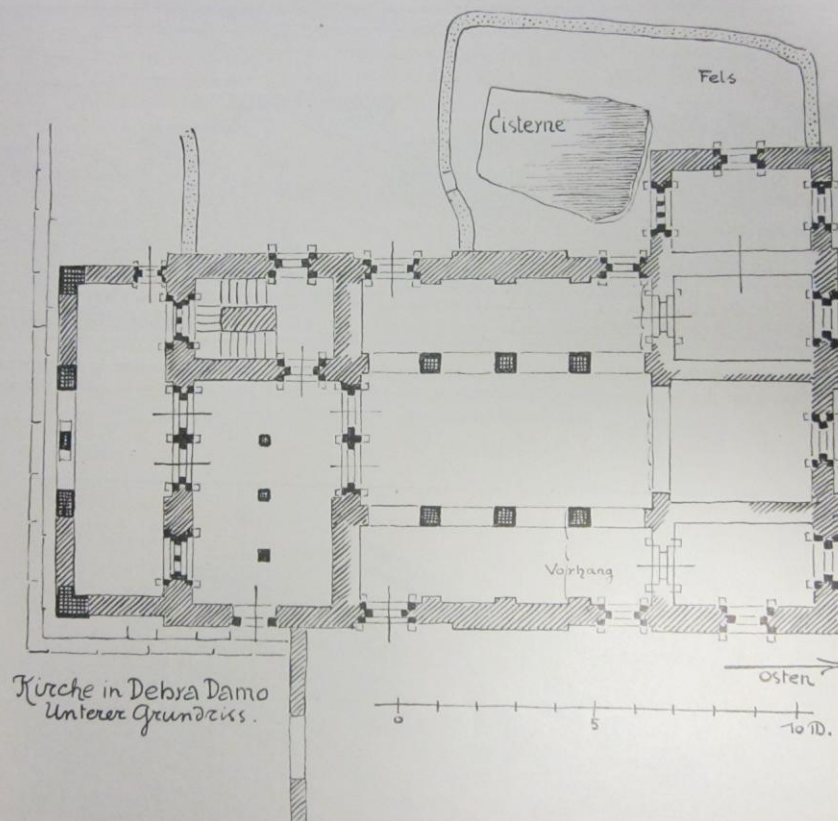 Fels
Cisterne
Vorhang
Kirche in Debra Damo
Unterer Grundriss.
Osten
0 5 10 m.